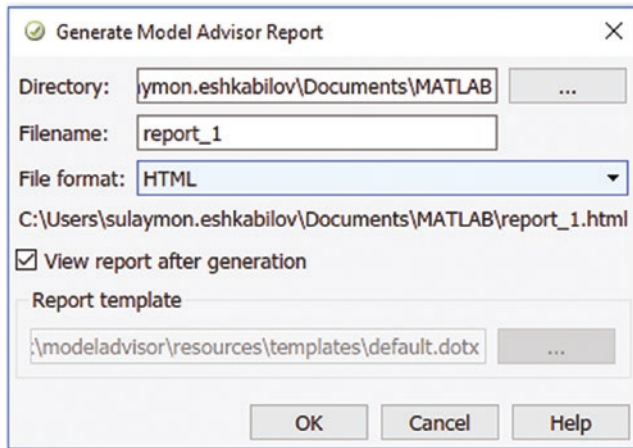 Generate Model Advisor Report
Directory: ymon.eshkabilov\Documents\MATLAB ...
Filename: report_1
File format: HTML
C:\Users\sulaymon.eshkabilov\Documents\MATLAB\report_1.html
View report after generation
Report template
:\modeladvisor\resources\templates\default.dotx ...
OK Cancel Help